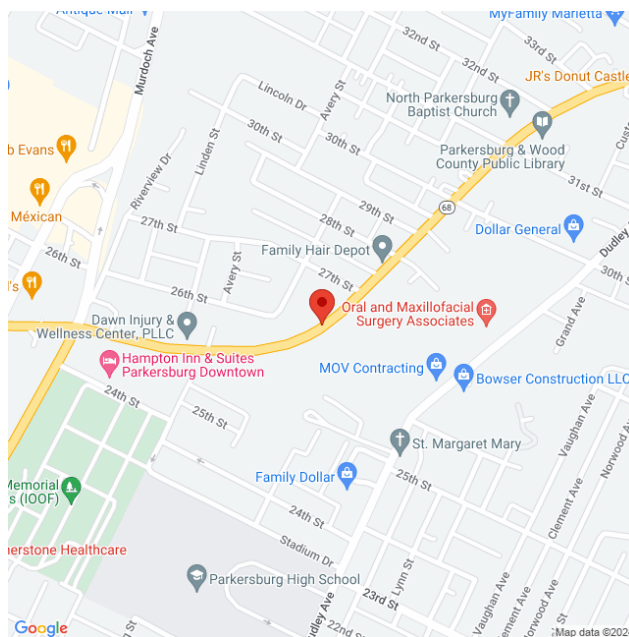 Antique Mall
MyFamily Marietta
32nd St
33rd St
JR's Donut Castle
Murdoch Ave
32nd St
Lincoln Dr
Avery St
North Parkersburg
Baptist Church
Parkersburg & Wood
County Public Library
Linden St
30th St
30th St
31st St
b Evans
Riverview Dr
29th St
68
Dollar General
Dudley
Méxican
27th St
28th St
Family Hair Depot
26th St
Avery St
27th St
30th St
l's
26th St
Grand Ave
Dawn Injury &
Wellness Center, PLLC
Oral and Maxillofacial
Surgery Associates
Hampton Inn & Suites
Parkersburg Downtown
MOV Contracting
Bowser Construction LLC
24th St
25th St
St. Margaret Mary
Vaughan Ave
Norwood Ave
Memorial
s (IOOF)
Family Dollar
25th St
Clement Ave
24th St
nerstone Healthcare
Stadium Dr
Parkersburg High School
Lynn St
23rd St
Vaughan Ave
Norwood Ave
Dudley Ave
22nd St
Google
Map data ©202